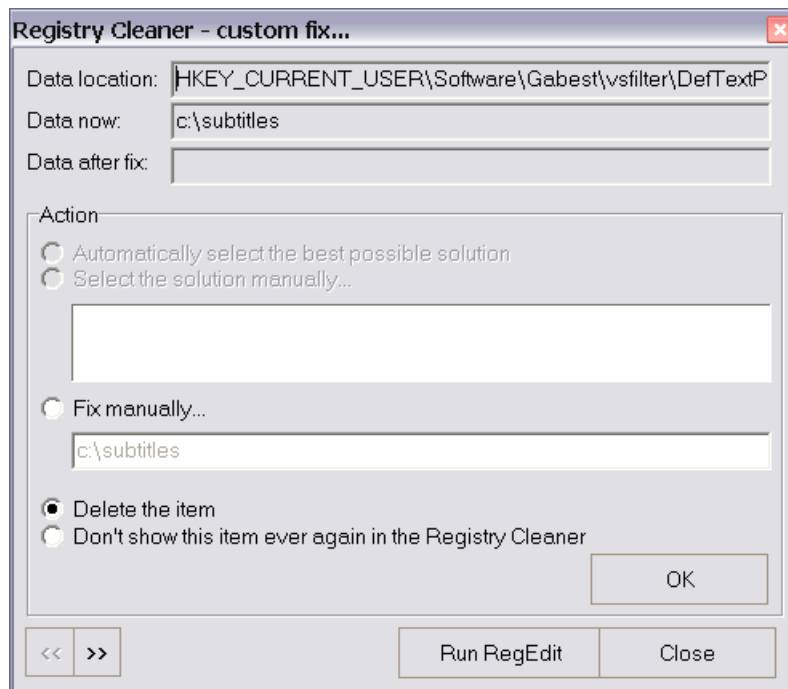 Registry Cleaner - custom fix...
Data location: HKEY_CURRENT_USER\Software\Gabest\vsfilter\DefTextP
Data now: c:\subtitles
Data after fix:
Action
Automatically select the best possible solution
Select the solution manually...
Fix manually...
c:\subtitles
Delete the item
Don't show this item ever again in the Registry Cleaner
OK
<< >> Run RegEdit Close